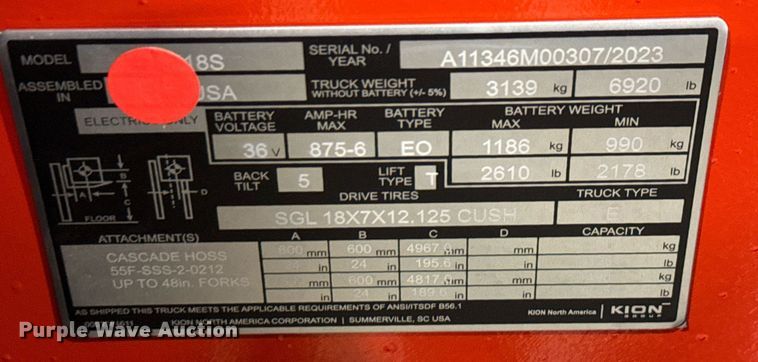 MODEL 18S SERIAL No./ YEAR A11346M00307/2023
ASSEMBLED IN USA TRUCK WEIGHT WITHOUT BATTERY (+/- 5%) 3139 kg 6920 lb
ELECTRIC ONLY BATTERY VOLTAGE AMP-HR MAX BATTERY TYPE BATTERY WEIGHT
MAX MIN
36 V 875-6 EO 1186 kg 990 kg
BACK TILT 5 LIFT TYPE T 2610 lb 2178 lb
DRIVE TIRES TRUCK TYPE
A B C D FLOOR SGL 18X7X12.125 CUSH E
ATTACHMENT(S) A B C D CAPACITY
CASCADE HOSS 600 mm 600 mm 4967.6 mm mm kg
55F-SSS-2-0212 in 24 in 195.6 in in lb
UP TO 48in. FORKS mm 600 mm 4817.6 mm mm kg
in 24 in 189.6 in in lb
AS SHIPPED THIS TRUCK MEETS THE APPLICABLE REQUIREMENTS OF ANSI/ITSDF B56.1
KION NORTH AMERICA CORPORATION | SUMMERVILLE, SC USA
KION North America | KION GROUP
Purple Wave Auction